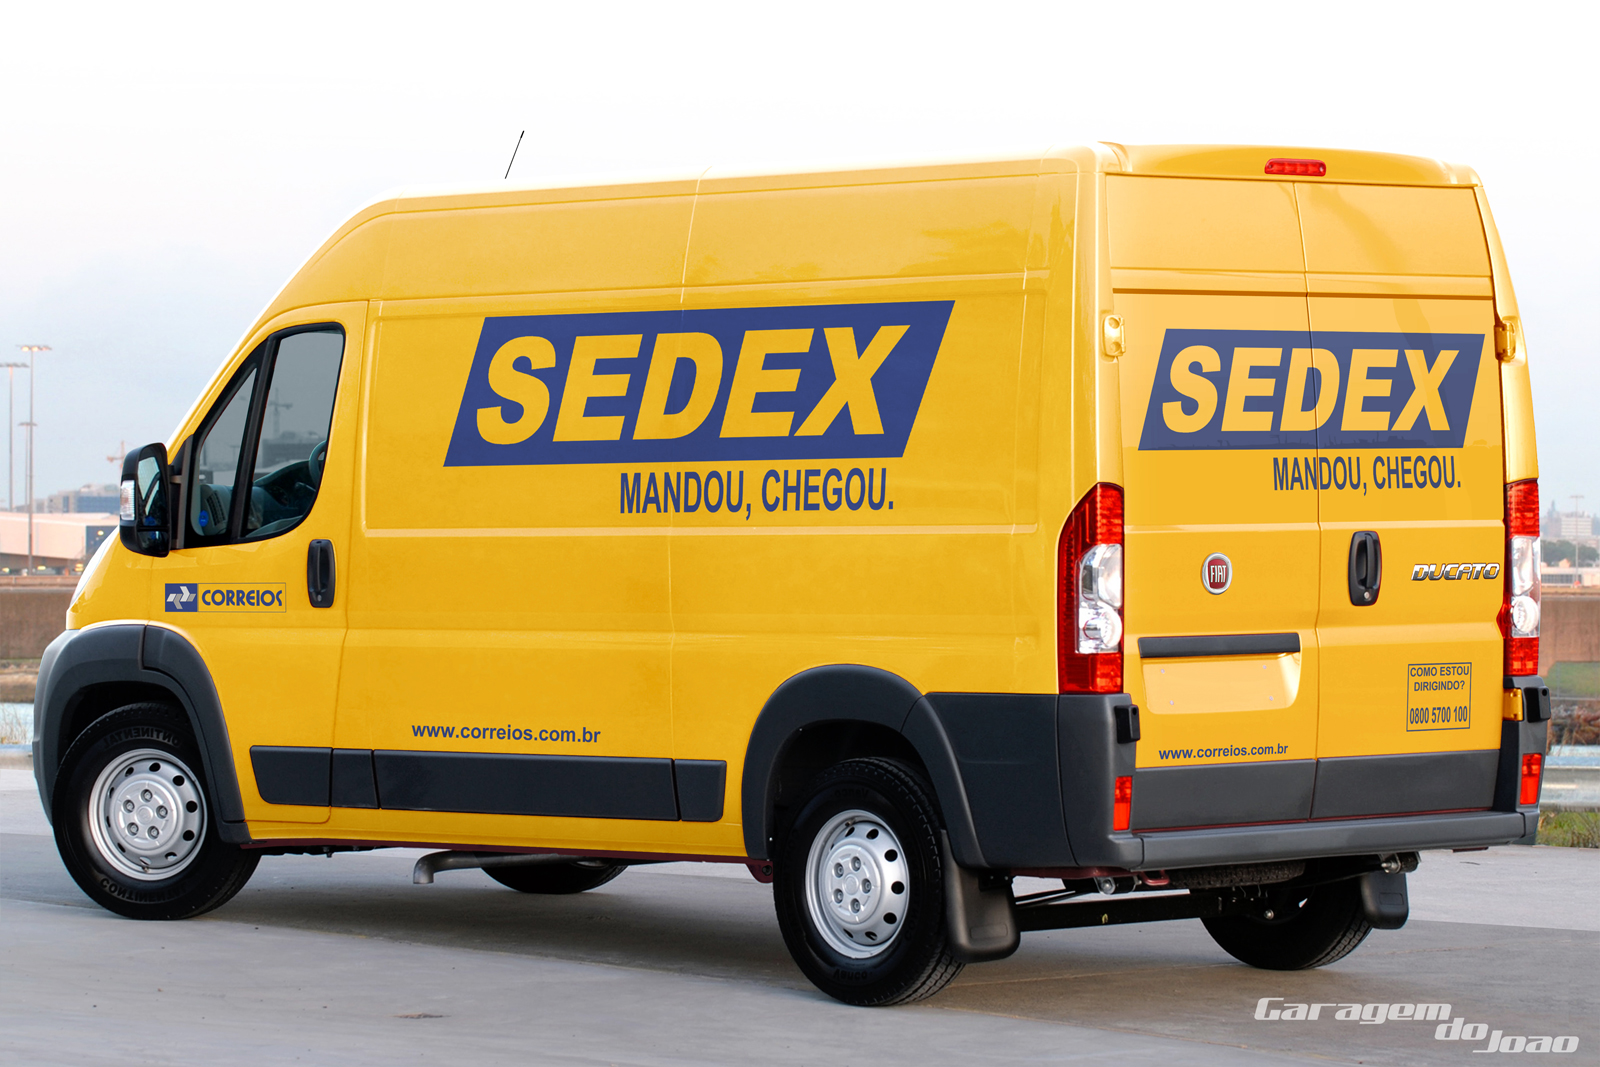 SEDEX
MANDOU, CHEGOU.
CORREIOS
www.correios.com.br
SEDEX
MANDOU, CHEGOU.
FIAT
DUCATO
COMO ESTOU
DIRIGINDO?
0800 5700 100
www.correios.com.br
CONTINENTAL
Garagem
do
Joao